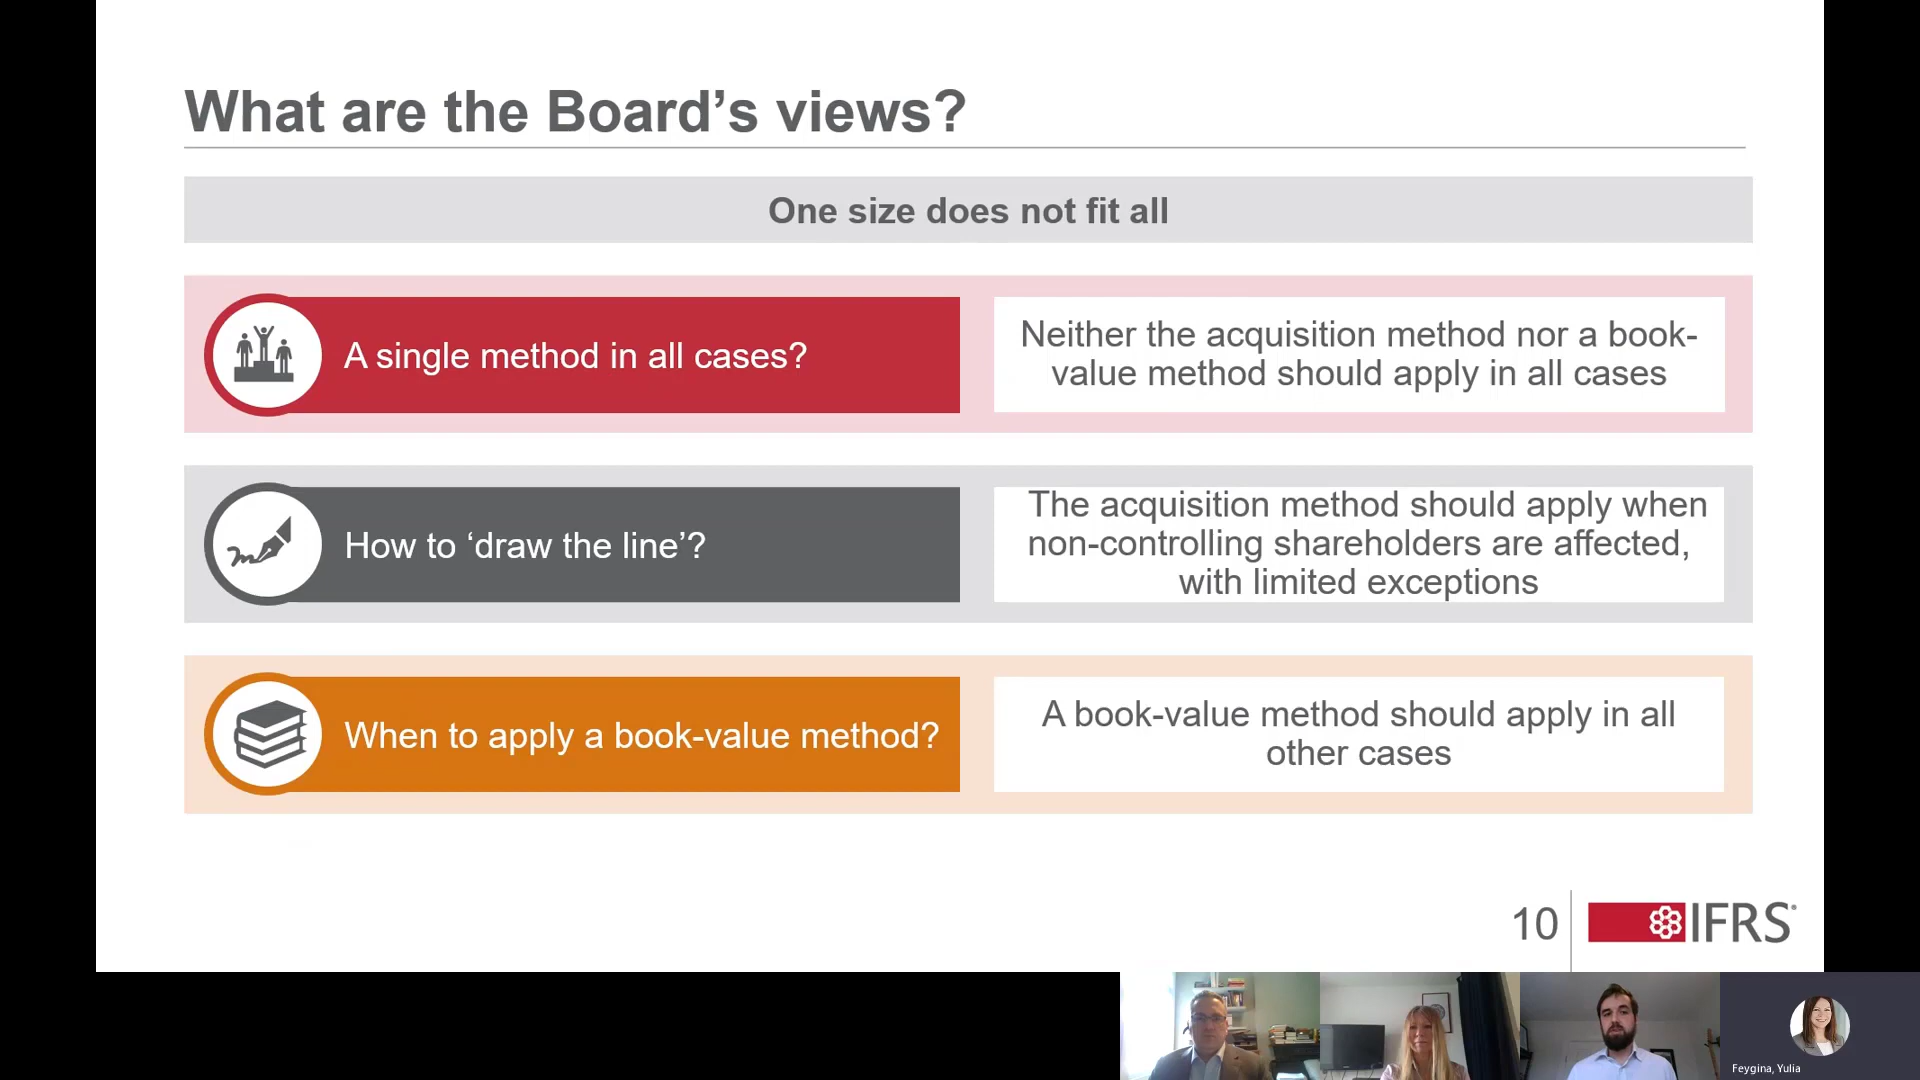 What are the Board’s views?
One size does not fit all
A single method in all cases?
Neither the acquisition method nor a book-
value method should apply in all cases
How to ‘draw the line’?
The acquisition method should apply when
non-controlling shareholders are affected,
with limited exceptions
When to apply a book-value method?
A book-value method should apply in all
other cases
10
IFRS®
Feygina, Yulia